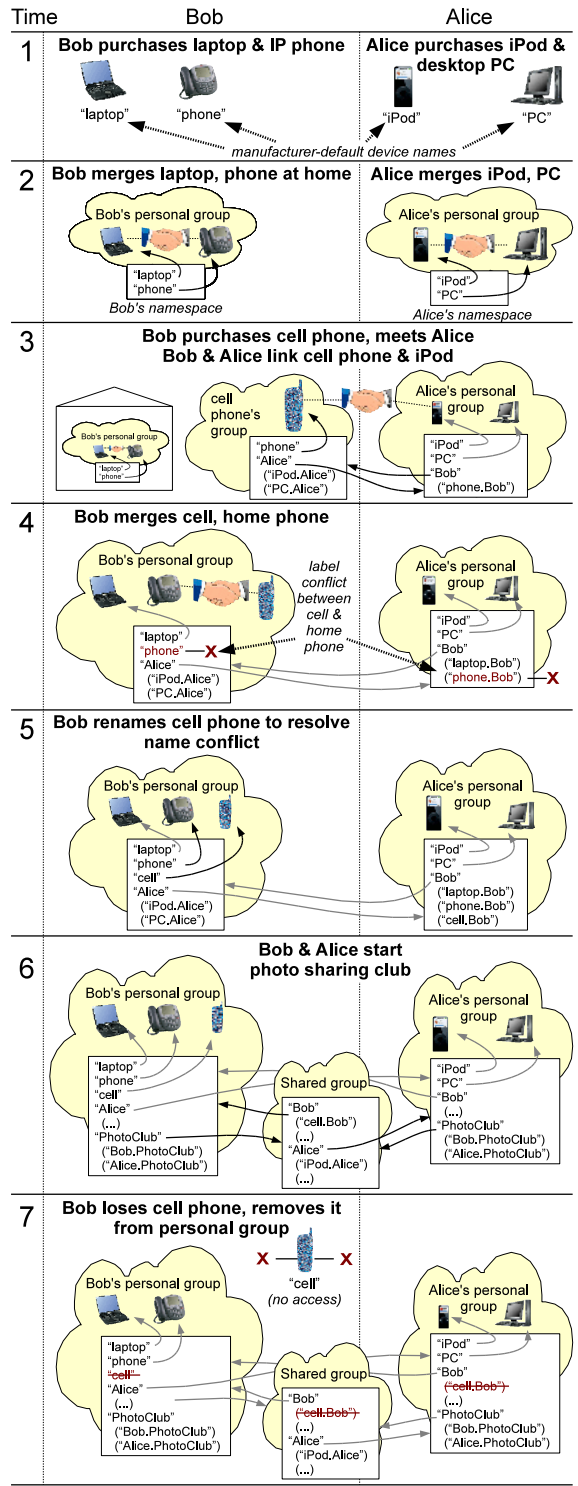 Time Bob Alice
1
Bob purchases laptop & IP phone
Alice purchases iPod &
desktop PC
“laptop”
“phone”
“iPod”
“PC”
manufacturer-default device names
2
Bob merges laptop, phone at home
Alice merges iPod, PC
Bob's personal group
“laptop”
“phone”
Bob's namespace
Alice's personal group
“iPod”
“PC”
Alice's namespace
3
Bob purchases cell phone, meets Alice
Bob & Alice link cell phone & iPod
Bob's personal group
“laptop”
“phone”
cell
phone's
group
“phone”
“Alice”
(“iPod.Alice”)
(“PC.Alice”)
Alice's personal
group
“iPod”
“PC”
“Bob”
(“phone.Bob”)
4
Bob merges cell, home phone
Bob's personal group
“laptop”
“phone” X
“Alice”
(“iPod.Alice”)
(“PC.Alice”)
label
conflict
between
cell &
home
phone
Alice's personal
group
“iPod”
“PC”
“Bob”
(“laptop.Bob”)
(“phone.Bob”) X
5
Bob renames cell phone to resolve
name conflict
Bob's personal group
“laptop”
“phone”
“cell”
“Alice”
(“iPod.Alice”)
(“PC.Alice”)
Alice's personal
group
“iPod”
“PC”
“Bob”
(“laptop.Bob”)
(“phone.Bob”)
(“cell.Bob”)
6
Bob & Alice start
photo sharing club
Bob's personal group
“laptop”
“phone”
“cell”
“Alice”
(...)
“PhotoClub”
(“Bob.PhotoClub”)
(“Alice.PhotoClub”)
Shared group
“Bob”
(“cell.Bob”)
(...)
“Alice”
(“iPod.Alice”)
(...)
Alice's personal
group
“iPod”
“PC”
“Bob”
(...)
“PhotoClub”
(“Bob.PhotoClub”)
(“Alice.PhotoClub”)
7
Bob loses cell phone, removes it
from personal group
X X
“cell”
(no access)
Bob's personal group
“laptop”
“phone”
“cell”
“Alice”
(...)
“PhotoClub”
(“Bob.PhotoClub”)
(“Alice.PhotoClub”)
Shared group
“Bob”
(“cell.Bob”)
(...)
“Alice”
(“iPod.Alice”)
(...)
Alice's personal
group
“iPod”
“PC”
“Bob”
(“cell.Bob”)
(...)
“PhotoClub”
(“Bob.PhotoClub”)
(“Alice.PhotoClub”)